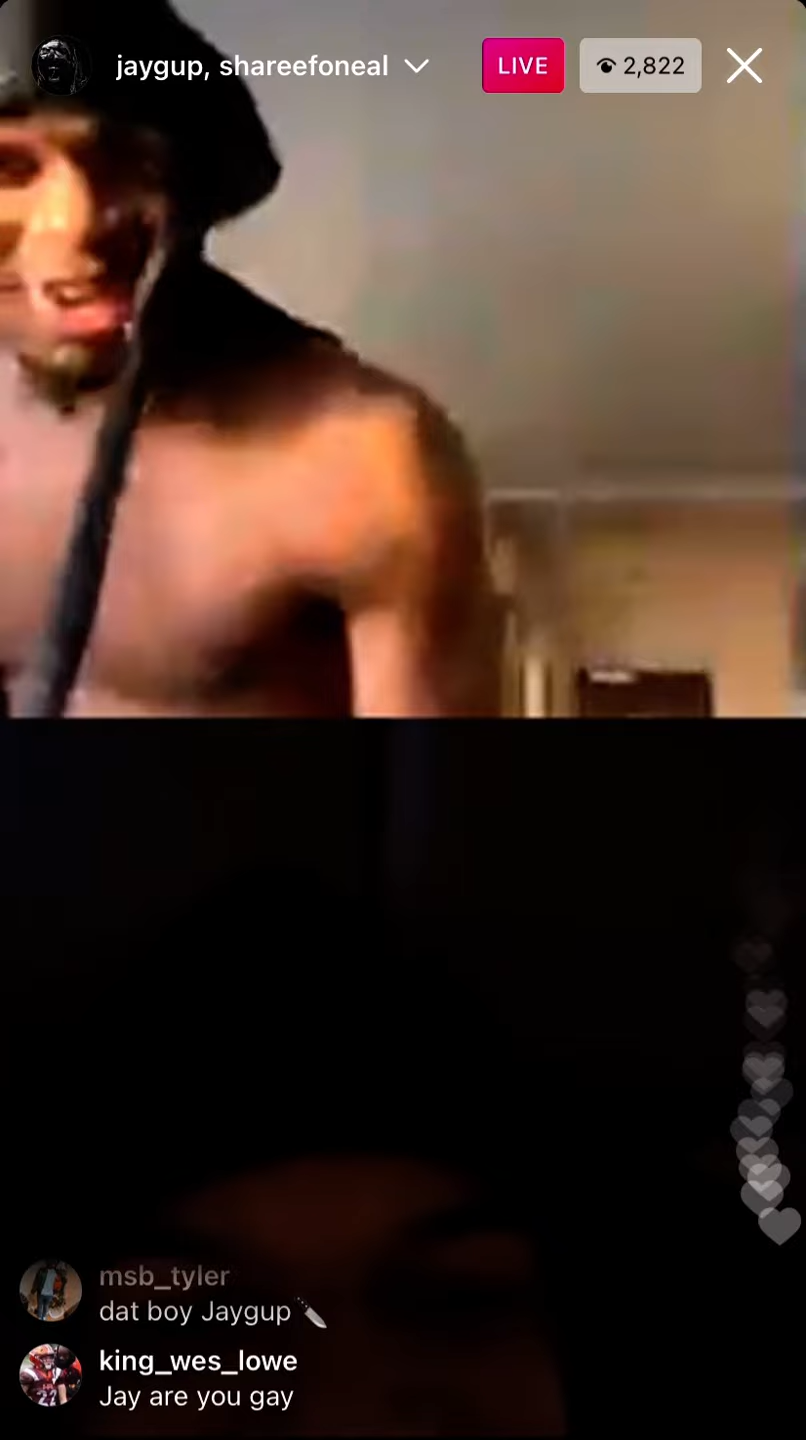 jaygup, shareefoneal
LIVE
2,822
msb_tyler
dat boy Jaygup 🔪
king_wes_lowe
Jay are you gay